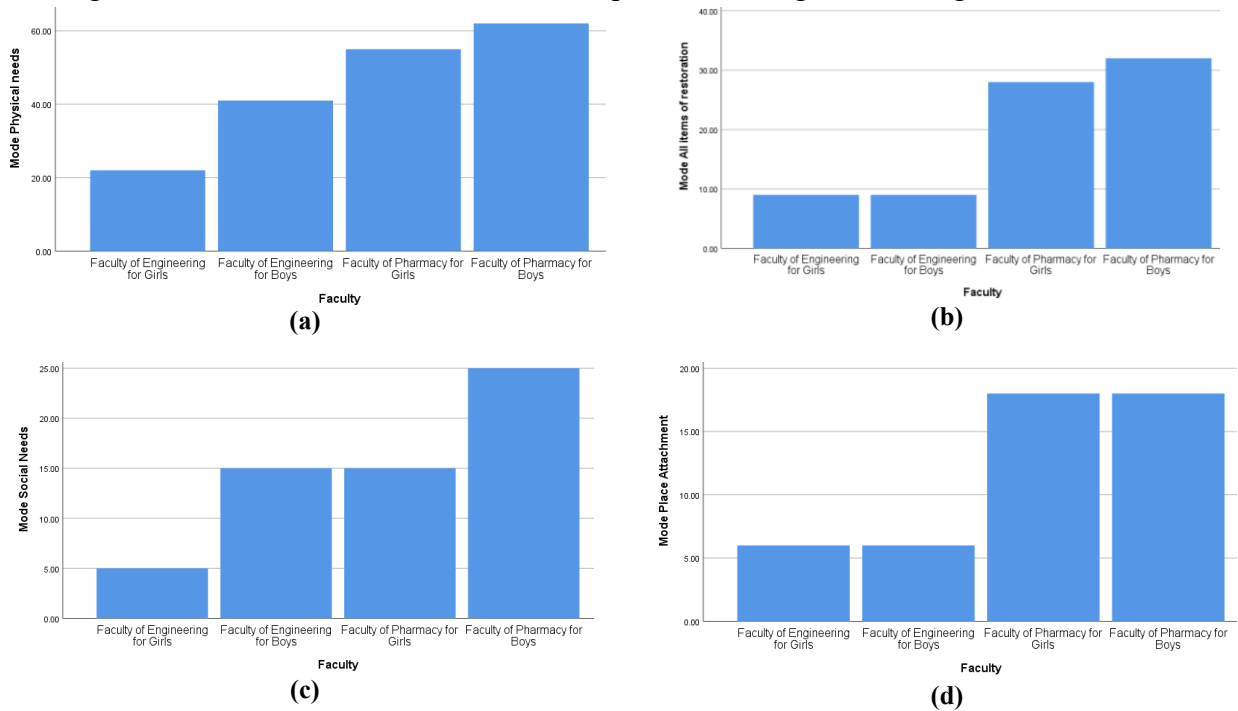 60.00
40.00
20.00
0.00
Mode Physical needs
Faculty of Engineering for Girls
Faculty of Engineering for Boys
Faculty of Pharmacy for Girls
Faculty of Pharmacy for Boys
Faculty
(a)
40.00
30.00
20.00
10.00
0.00
Mode All items of restoration
Faculty of Engineering for Girls
Faculty of Engineering for Boys
Faculty of Pharmacy for Girls
Faculty of Pharmacy for Boys
Faculty
(b)
25.00
20.00
15.00
10.00
5.00
0.00
Mode Social Needs
Faculty of Engineering for Girls
Faculty of Engineering for Boys
Faculty of Pharmacy for Girls
Faculty of Pharmacy for Boys
Faculty
(c)
20.00
15.00
10.00
5.00
0.00
Mode Place Attachment
Faculty of Engineering for Girls
Faculty of Engineering for Boys
Faculty of Pharmacy for Girls
Faculty of Pharmacy for Boys
Faculty
(d)